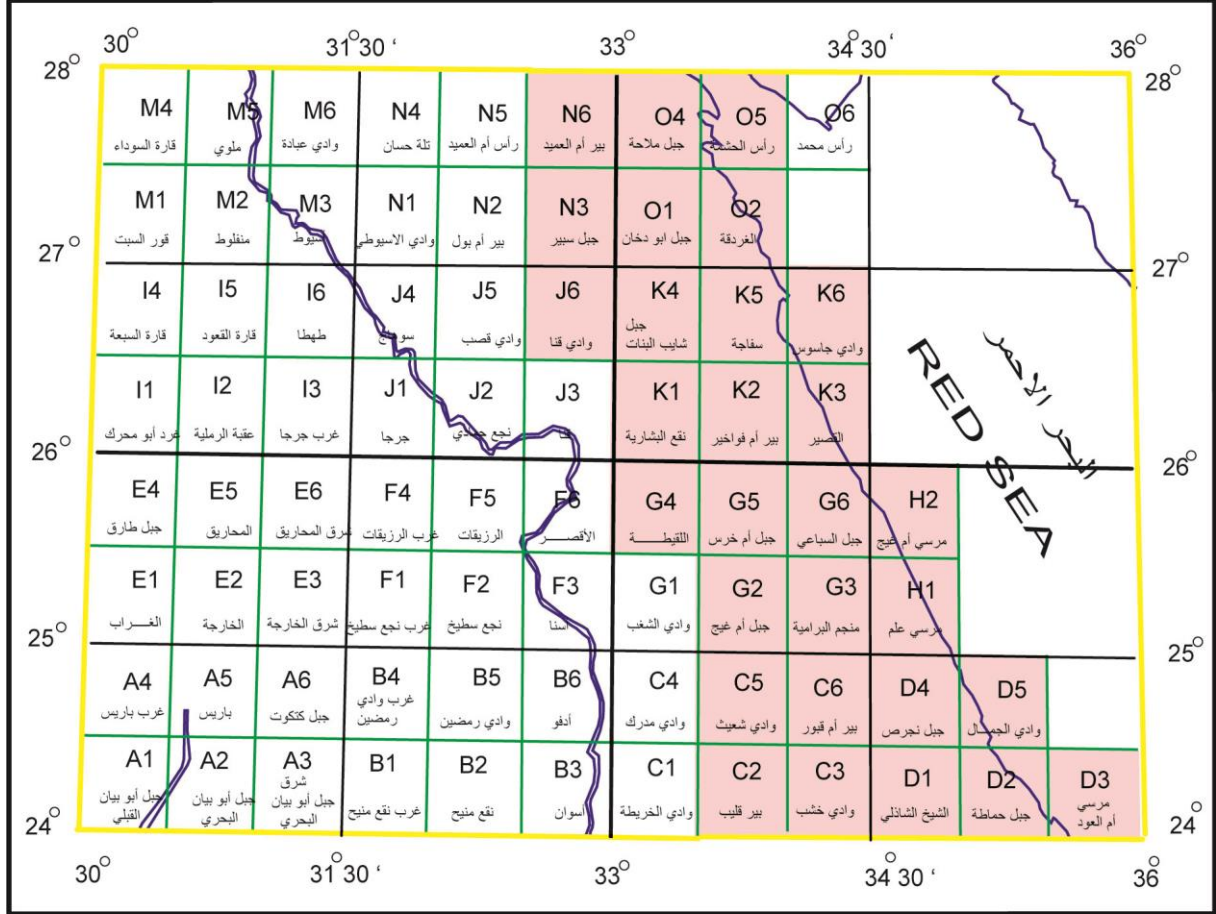 30° 31°30 ‘ 33° 34°30 ‘ 36°
28° 28°
M4 M5 M6 N4 N5 N6 O4 O5 O6
قارة السوداء ملوي وادي عبادة تلة حسان رأس أم العميد بير أم العميد جبل ملاحة رأس الحشمة رأس محمد
M1 M2 M3 N1 N2 N3 O1 O2
قور السبت منفلوط اسيوط وادي الاسيوطي بير أم بول جبل سبير جبل ابو دخان الغردقة
27° 27°
I4 I5 I6 J4 J5 J6 K4 K5 K6
جبل
قارة السبعة قارة القعود طهطا سوهاج وادي قصب وادي قنا شايب البنات سفاجة وادي جاسوس
RED SEA البحر الاحمر
I1 I2 I3 J1 J2 J3 K1 K2 K3
غرد أبو محرك عقبة الرملية غرب جرجا جرجا نجع حمادي قنا نقع البشارية بير أم فواخير القصير
26° 26°
E4 E5 E6 F4 F5 F6 G4 G5 G6 H2
جبل طارق المحاريق شرق المحاريق غرب الرزيقات الرزيقات الأقصـــر اللقيطـــــة جبل أم خرس جبل السباعي مرسي أم غيج
E1 E2 E3 F1 F2 F3 G1 G2 G3 H1
الغـــراب الخارجة شرق الخارجة غرب نجع سطيح نجع سطيح اسنا وادي الشغب جبل أم غيج منجم البرامية مرسي علم
25° 25°
A4 A5 A6 B4 B5 B6 C4 C5 C6 D4 D5
غرب وادي
غرب باريس باريس جبل كتكوت رمضين وادي رمضين أدفو وادي مدرك وادي شعيث بير أم قبور جبل نجرص وادي الجمـــال
A1 A2 A3 B1 B2 B3 C1 C2 C3 D1 D2 D3
شرق مرسي
جبل أبو بيان جبل أبو بيان جبل أبو بيان غرب نقع منيح نقع منيح اسوان وادي الخريطة بير قليب وادي خشب الشيخ الشاذلي جبل حماطة أم العود
القبلي البحري البحري
24° 24°
30° 31°30 ‘ 33° 34°30 ‘ 36°